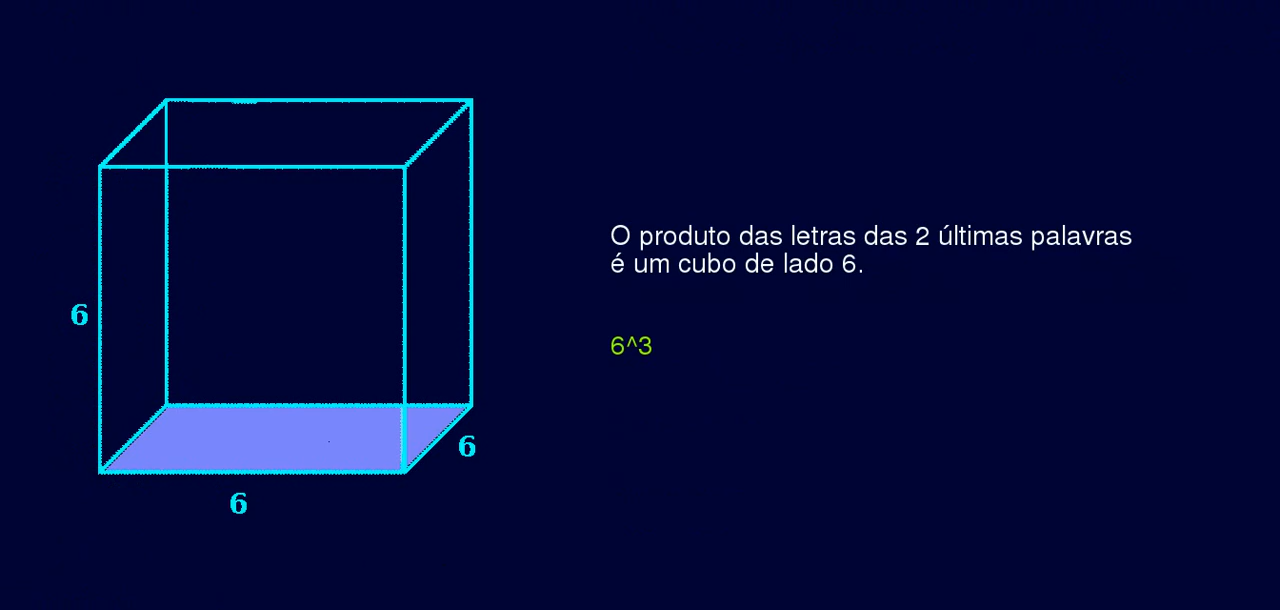 O produto das letras das 2 últimas palavras
é um cubo de lado 6.
6^3
6
6
6